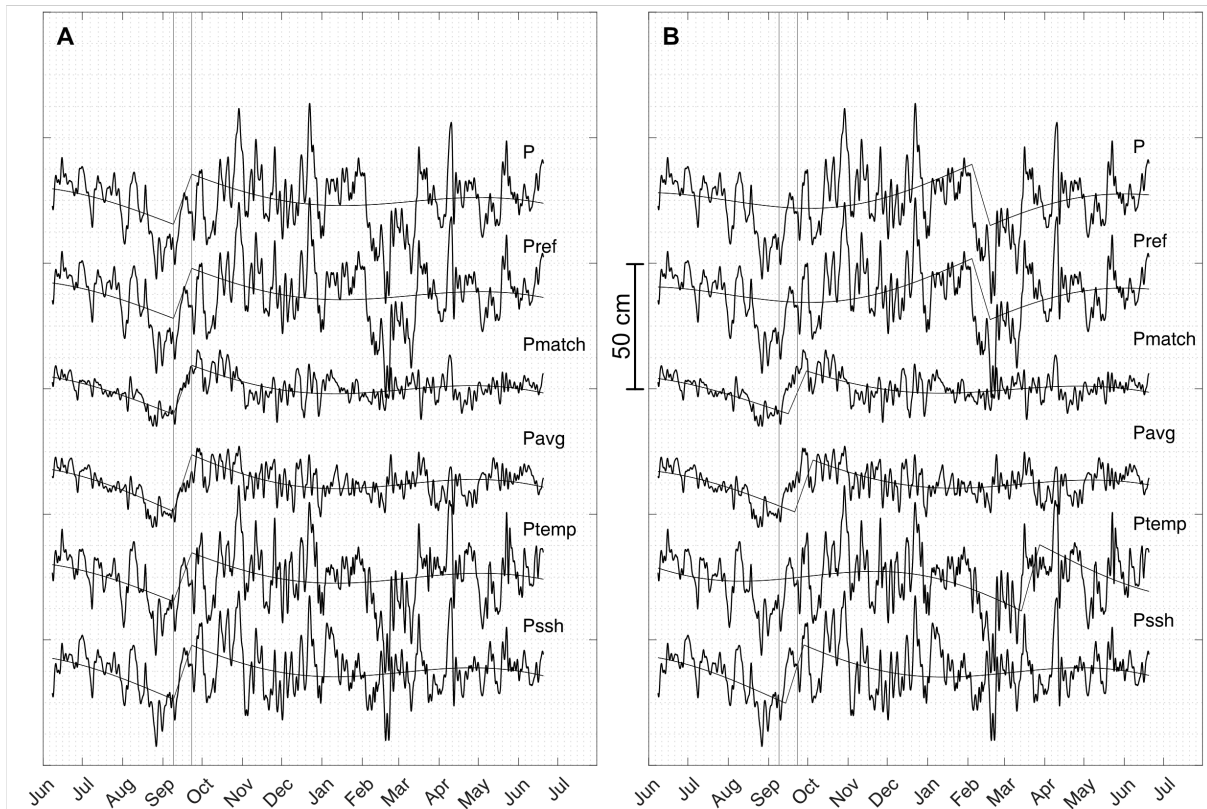 A
P
Pref
Pmatch
Pavg
Ptemp
Pssh
Jun Jul Aug Sep Oct Nov Dec Jan Feb Mar Apr May Jun Jul
50 cm
B
P
Pref
Pmatch
Pavg
Ptemp
Pssh
Jun Jul Aug Sep Oct Nov Dec Jan Feb Mar Apr May Jun Jul